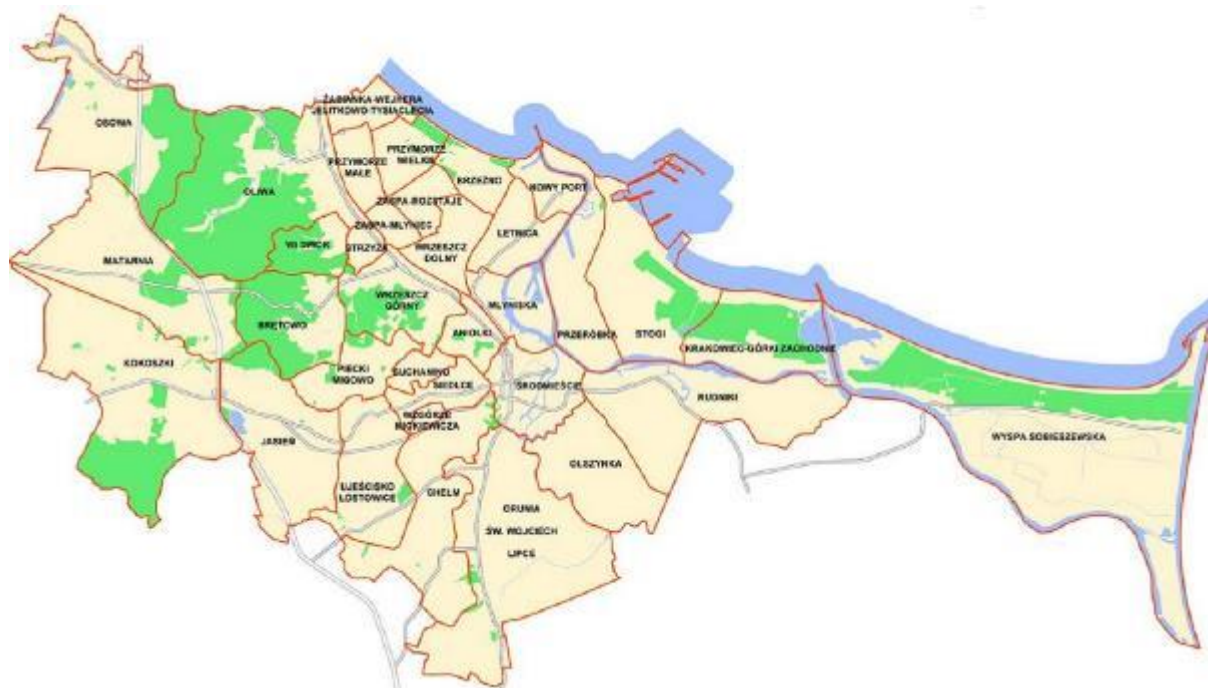 ŻABIANKA-WEJHERA
JELITKOWO-TYSIĄCLECIA
OSOWA
PRZYMORZE
MAŁE
PRZYMORZE
WIELKIE
BRZEŹNO
NOWY PORT
OLIWA
ZASPA-ROZSTAJE
ZASPA-MŁYNIEC
LETNICA
VII DWÓR
STRZYŻA
WRZESZCZ
DOLNY
MATARNIA
WRZESZCZ
GÓRNY
MŁYNISKA
BRĘTOWO
ANIOŁKI
PRZERÓBKA
STOGI
KRAKOWIEC-GÓRKI ZACHODNIE
KOKOSZKI
PIECKI
MIGOWO
SUCHANINO
SIEDLCE
ŚRÓDMIEŚCIE
RUDNIKI
WZGÓRZE
MICKIEWICZA
JASIEŃ
WYSPA SOBIESZEWSKA
OLSZYNKA
UJEŚCISKO
ŁOSTOWICE
CHEŁM
ORUNIA
ŚW. WOJCIECH
LIPCE